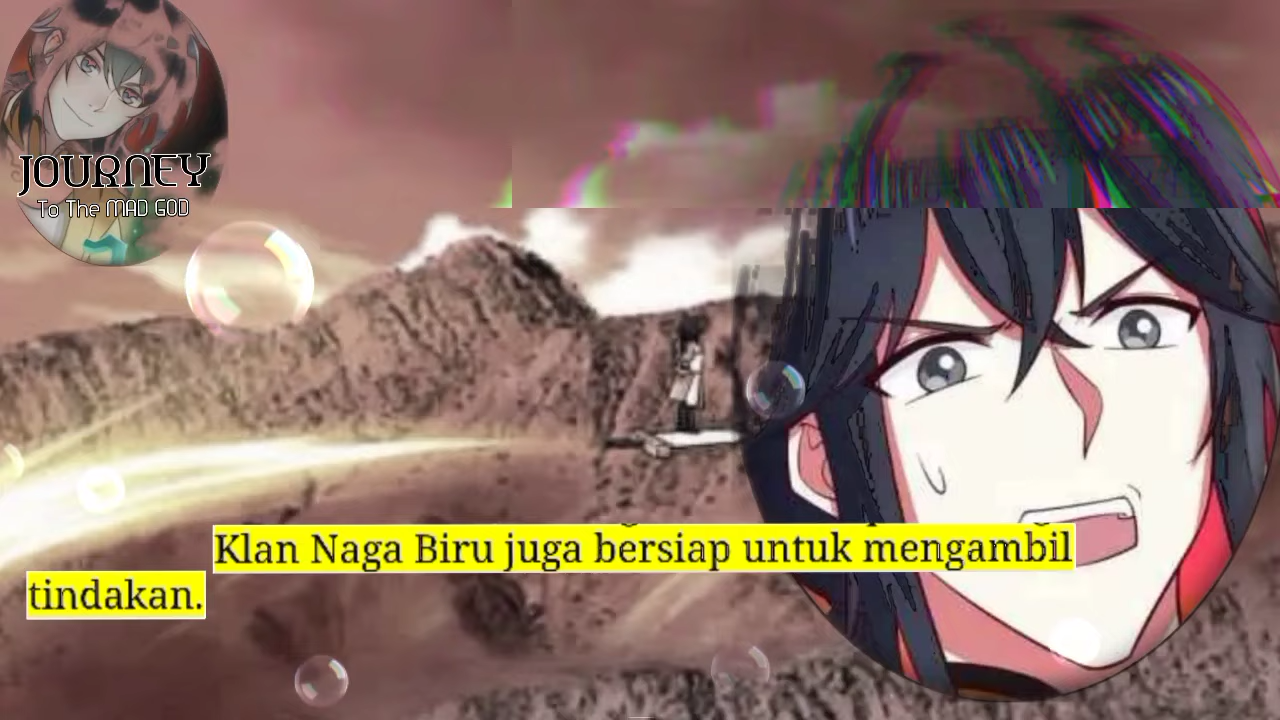 JOURNEY
To The MAD GOD
Klan Naga Biru juga bersiap untuk mengambil
tindakan.